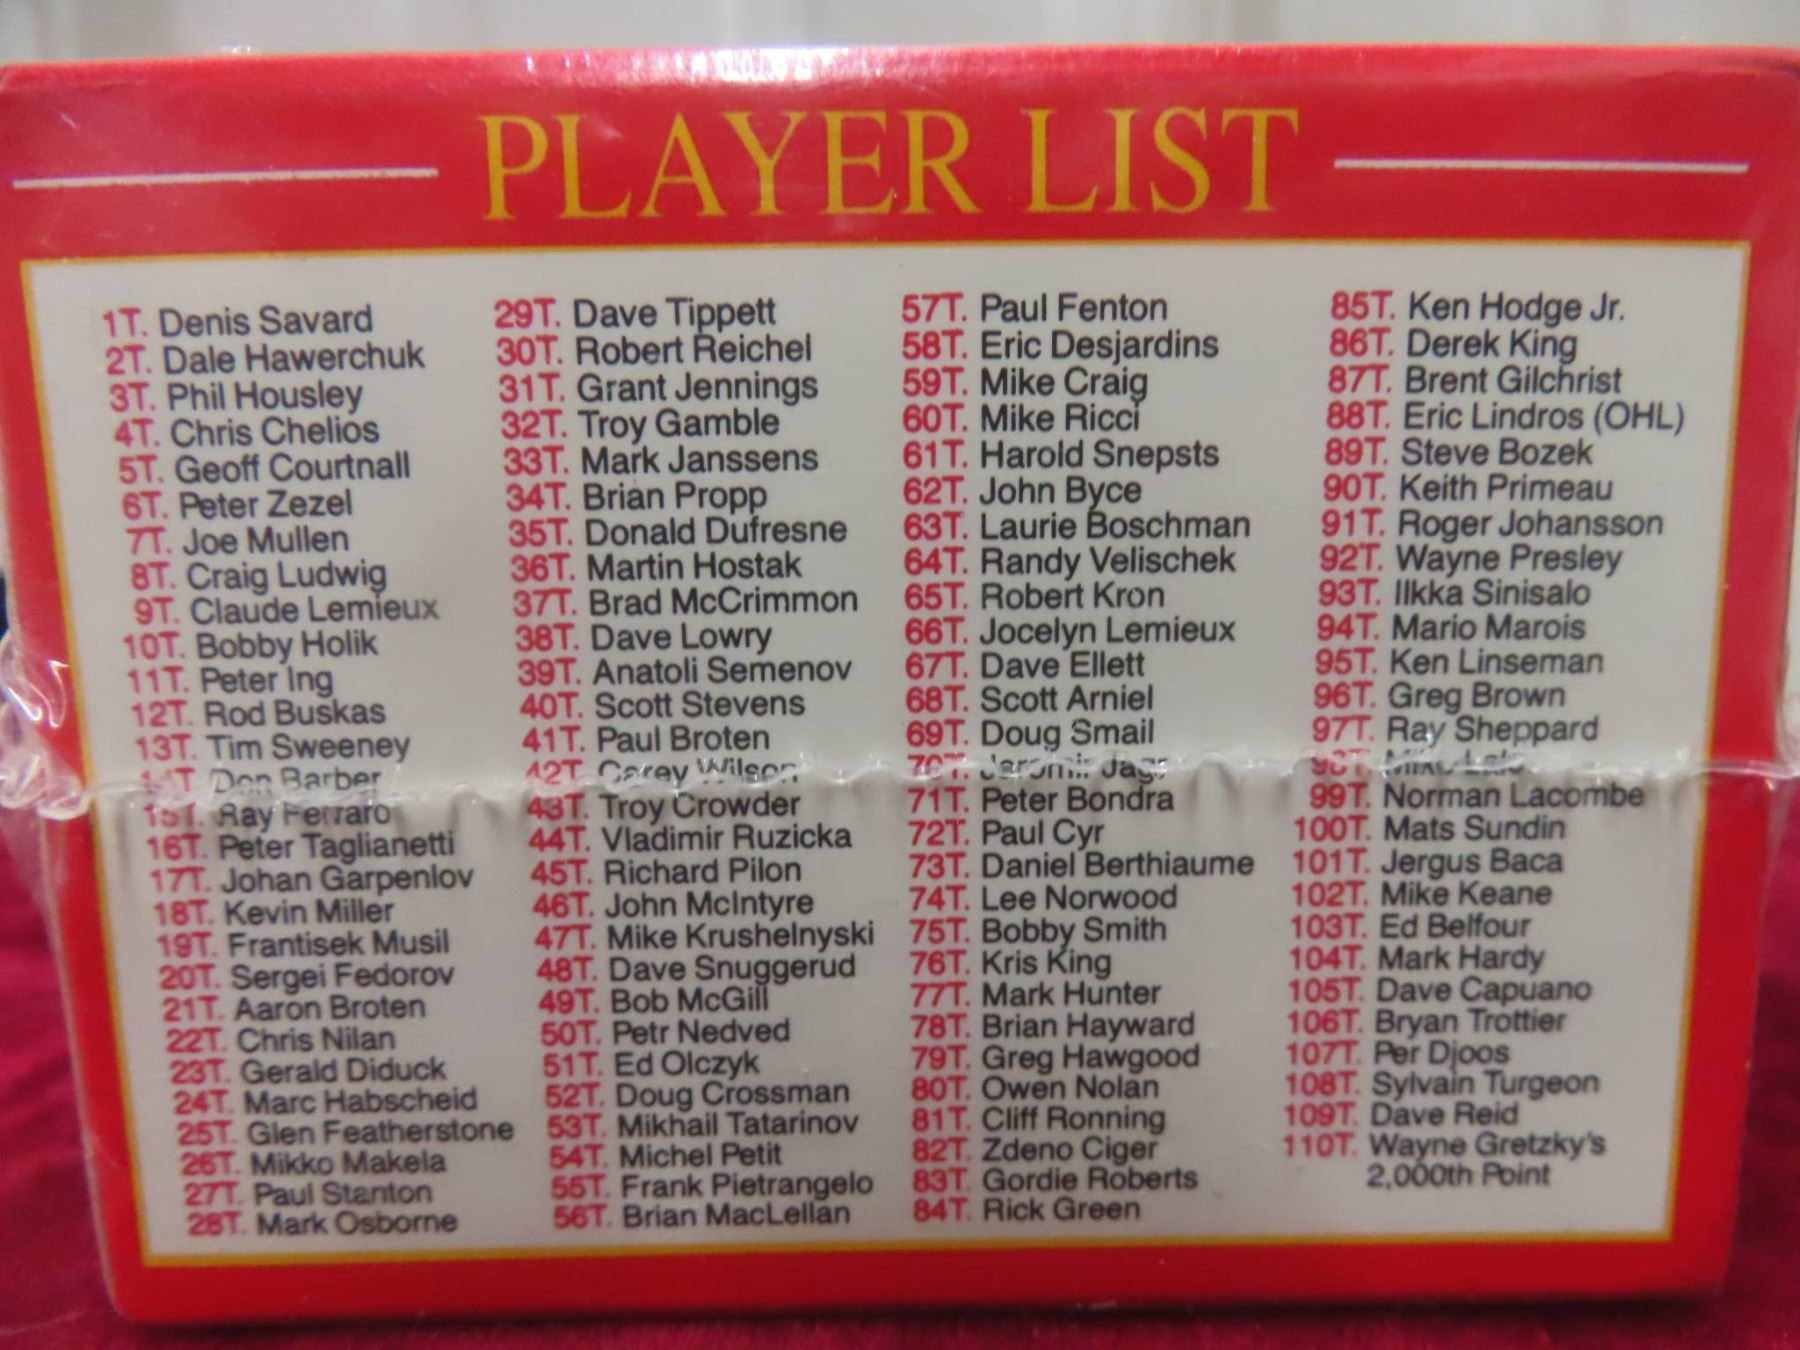 PLAYER LIST
1T. Denis Savard
2T. Dale Hawerchuk
3T. Phil Housley
4T. Chris Chelios
5T. Geoff Courtnall
6T. Peter Zezel
7T. Joe Mullen
8T. Craig Ludwig
9T. Claude Lemieux
10T. Bobby Holik
11T. Peter Ing
12T. Rod Buskas
13T. Tim Sweeney
14T. Don Barber
15T. Ray Ferraro
16T. Peter Taglianetti
17T. Johan Garpenlov
18T. Kevin Miller
19T. Frantisek Musil
20T. Sergei Fedorov
21T. Aaron Broten
22T. Chris Nilan
23T. Gerald Diduck
24T. Marc Habscheid
25T. Glen Featherstone
26T. Mikko Makela
27T. Paul Stanton
28T. Mark Osborne
29T. Dave Tippett
30T. Robert Reichel
31T. Grant Jennings
32T. Troy Gamble
33T. Mark Janssens
34T. Brian Propp
35T. Donald Dufresne
36T. Martin Hostak
37T. Brad McCrimmon
38T. Dave Lowry
39T. Anatoli Semenov
40T. Scott Stevens
41T. Paul Broten
42T. Carey Wilson
43T. Troy Crowder
44T. Vladimir Ruzicka
45T. Richard Pilon
46T. John McIntyre
47T. Mike Krushelnyski
48T. Dave Snuggerud
49T. Bob McGill
50T. Petr Nedved
51T. Ed Olczyk
52T. Doug Crossman
53T. Mikhail Tatarinov
54T. Michel Petit
55T. Frank Pietrangelo
56T. Brian MacLellan
57T. Paul Fenton
58T. Eric Desjardins
59T. Mike Craig
60T. Mike Ricci
61T. Harold Snepsts
62T. John Byce
63T. Laurie Boschman
64T. Randy Velischek
65T. Robert Kron
66T. Jocelyn Lemieux
67T. Dave Ellett
68T. Scott Arniel
69T. Doug Smail
70T. Jaromir Jagr
71T. Peter Bondra
72T. Paul Cyr
73T. Daniel Berthiaume
74T. Lee Norwood
75T. Bobby Smith
76T. Kris King
77T. Mark Hunter
78T. Brian Hayward
79T. Greg Hawgood
80T. Owen Nolan
81T. Cliff Ronning
82T. Zdeno Ciger
83T. Gordie Roberts
84T. Rick Green
85T. Ken Hodge Jr.
86T. Derek King
87T. Brent Gilchrist
88T. Eric Lindros (OHL)
89T. Steve Bozek
90T. Keith Primeau
91T. Roger Johansson
92T. Wayne Presley
93T. Ilkka Sinisalo
94T. Mario Marois
95T. Ken Linseman
96T. Greg Brown
97T. Ray Sheppard
98T. Mike
99T. Norman Lacombe
100T. Mats Sundin
101T. Jergus Baca
102T. Mike Keane
103T. Ed Belfour
104T. Mark Hardy
105T. Dave Capuano
106T. Bryan Trottier
107T. Per Djoos
108T. Sylvain Turgeon
109T. Dave Reid
110T. Wayne Gretzky's
2,000th Point